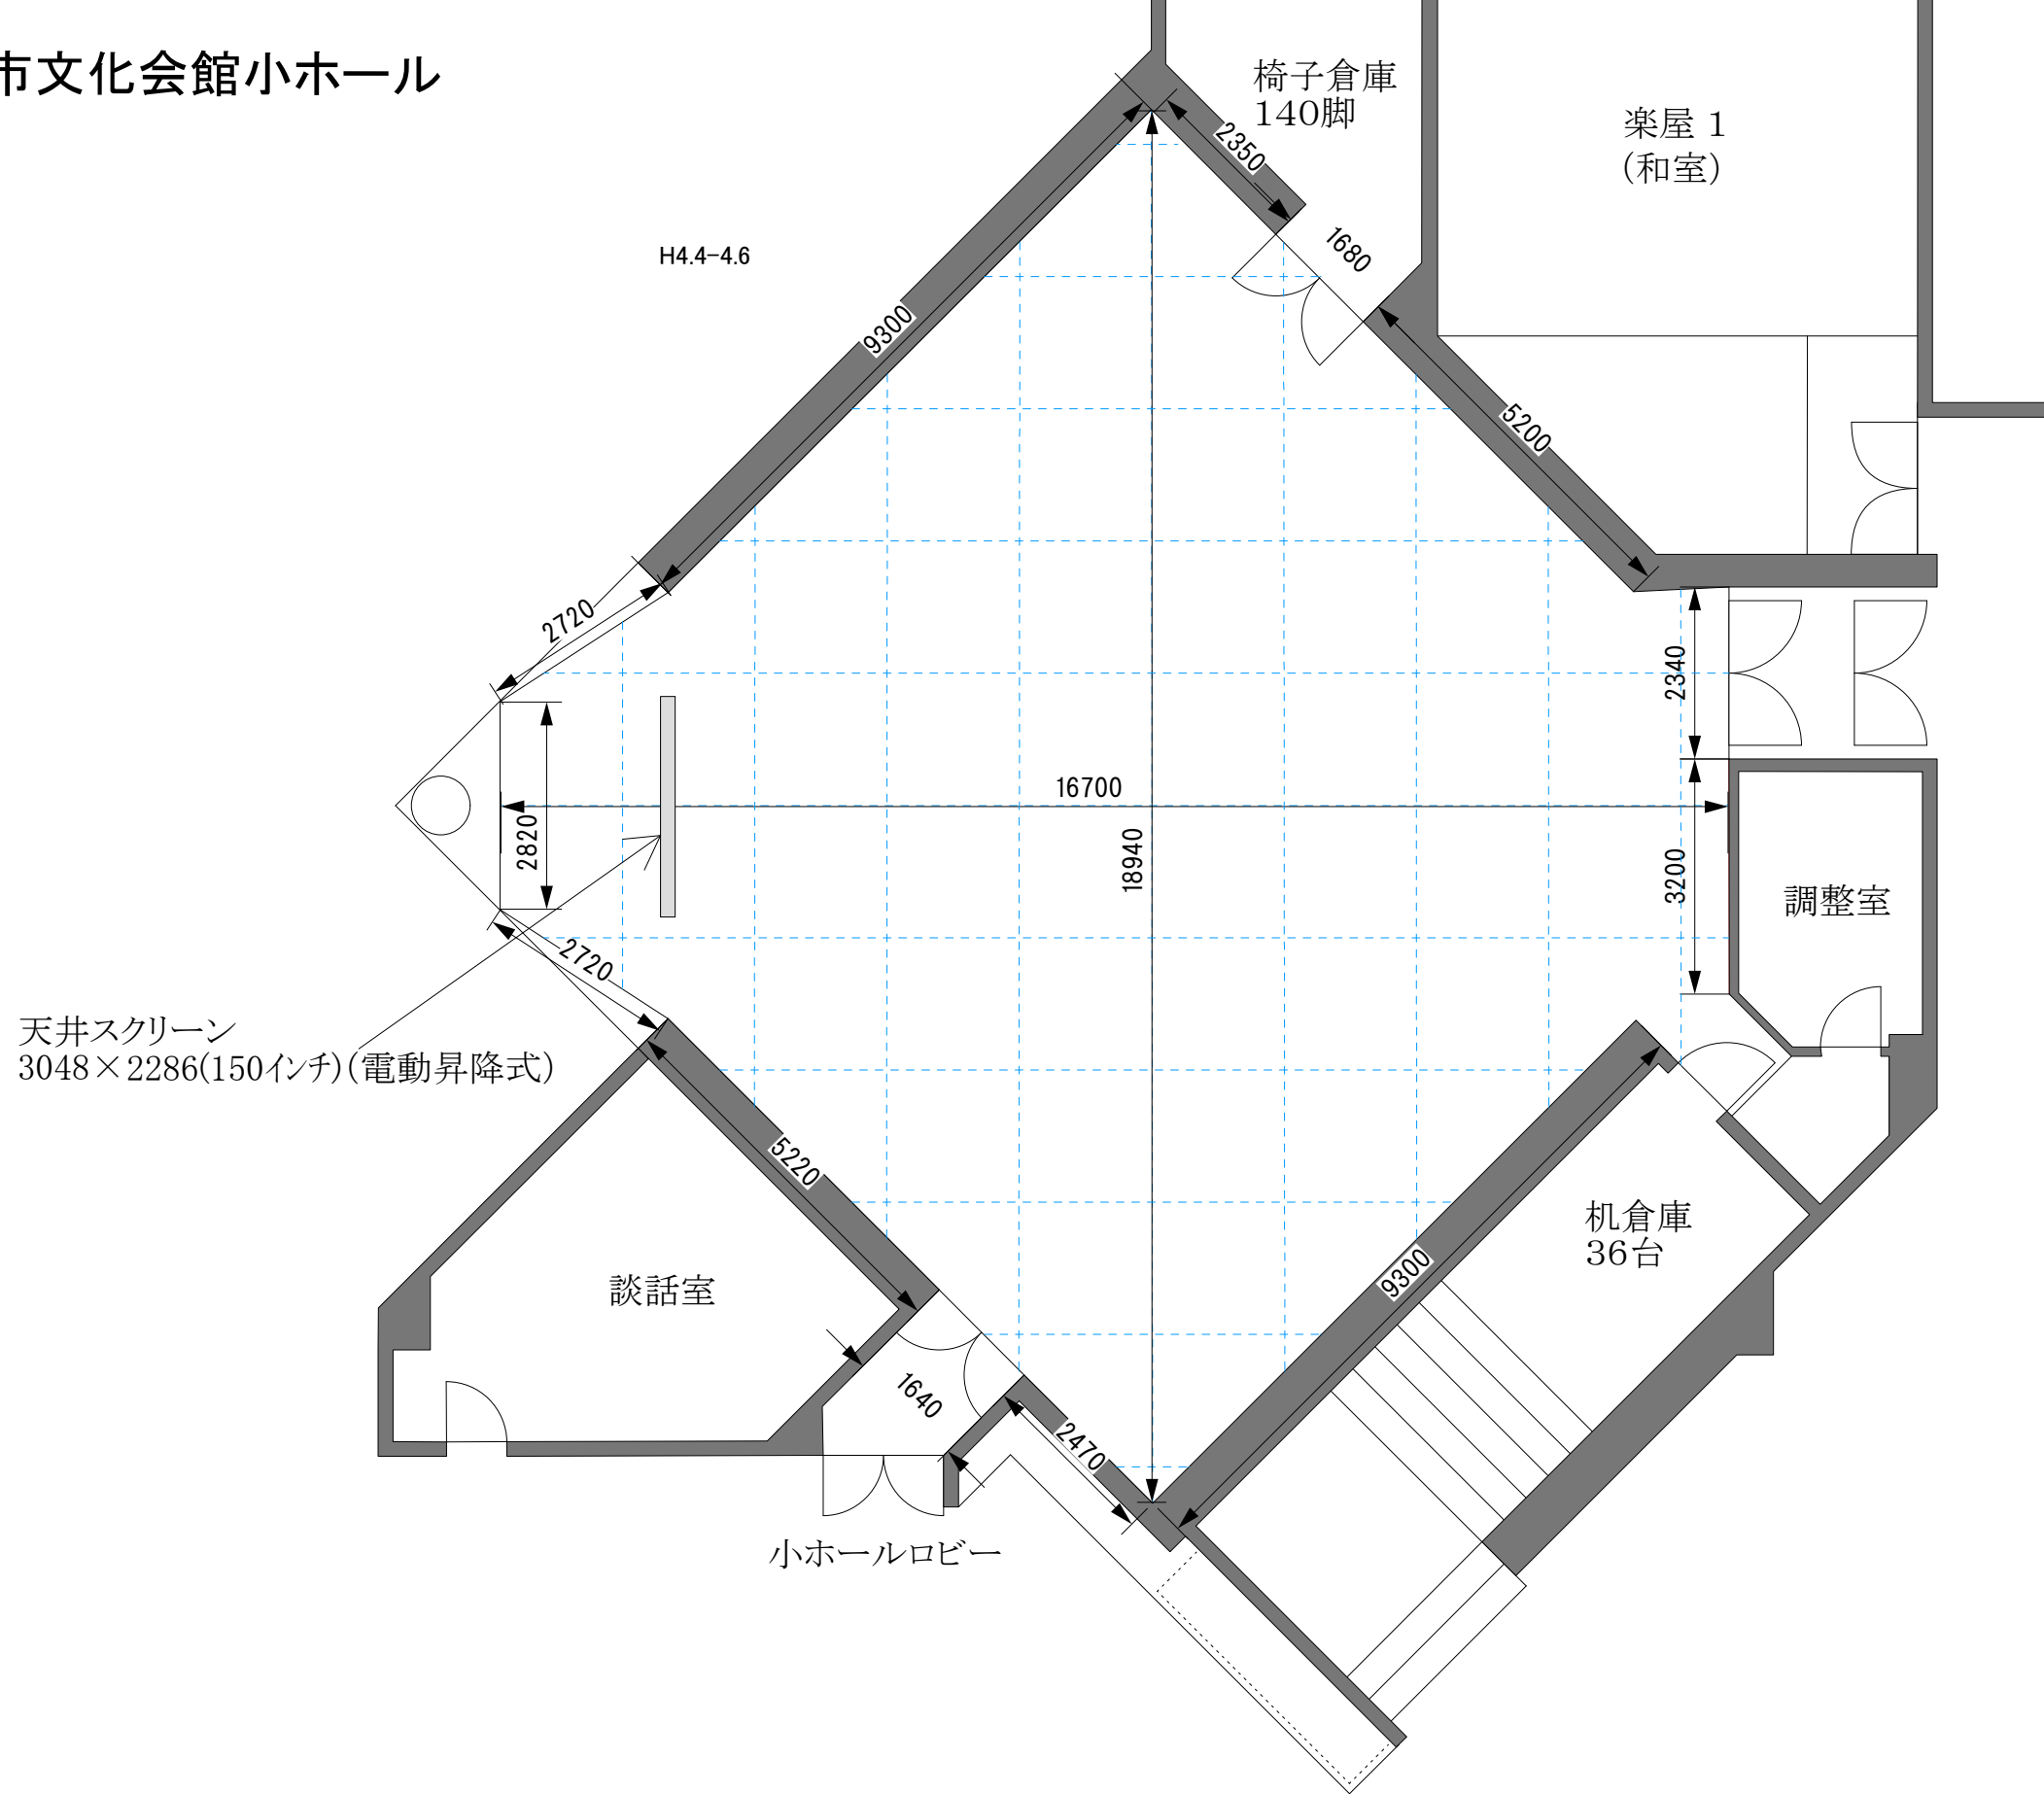 市文化会館小ホール
椅子倉庫
140脚
楽屋 1
(和室)
2350
1680
H4.4-4.6
9300
5200
2720
2340
16700
2820
18940
3200
調整室
2720
天井スクリーン
3048×2286(150インチ)(電動昇降式)
5220
机倉庫
36台
9300
談話室
1640
2470
小ホールロビー